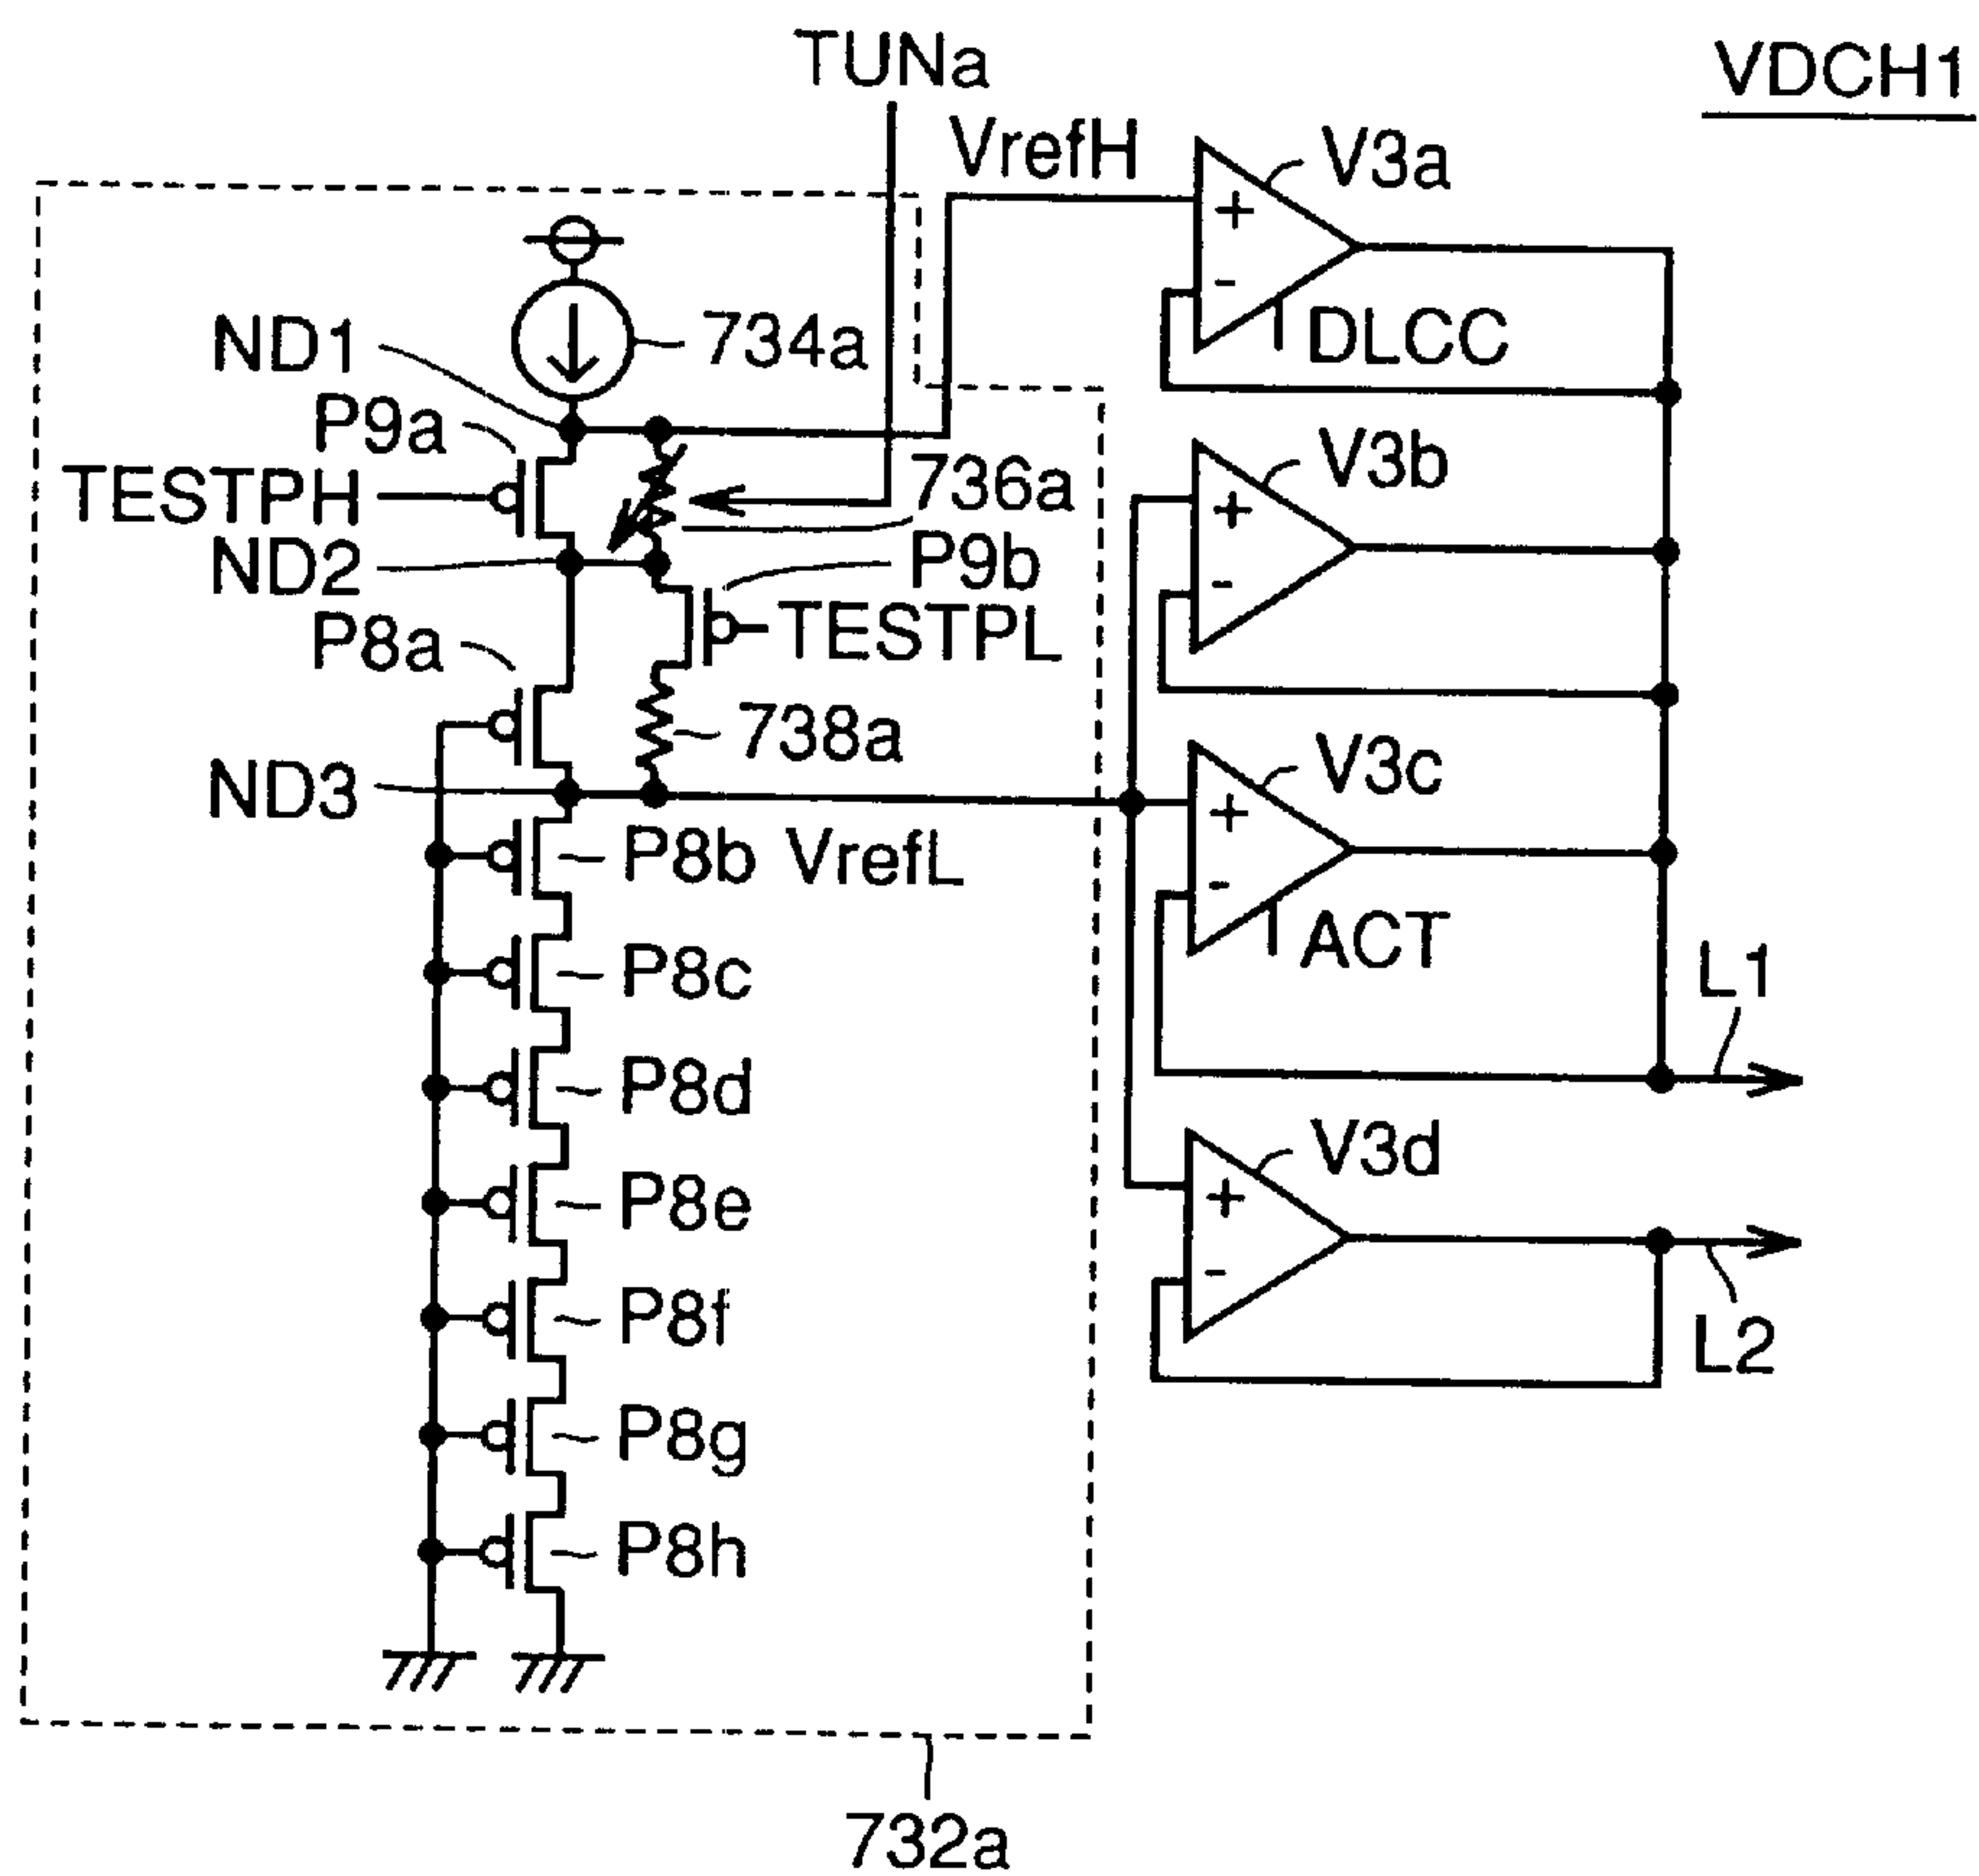 TUNa
VDCH1
VrefH
V3a
+
-
DLCC
ND1
734a
P9a
TESTPH
736a
ND2
P9b
TESTPL
P8a
738a
ND3
V3b
+
-
P8b VrefL
V3c
+
-
ACT
P8c
L1
P8d
V3d
+
-
P8e
P8f
L2
P8g
P8h
732a